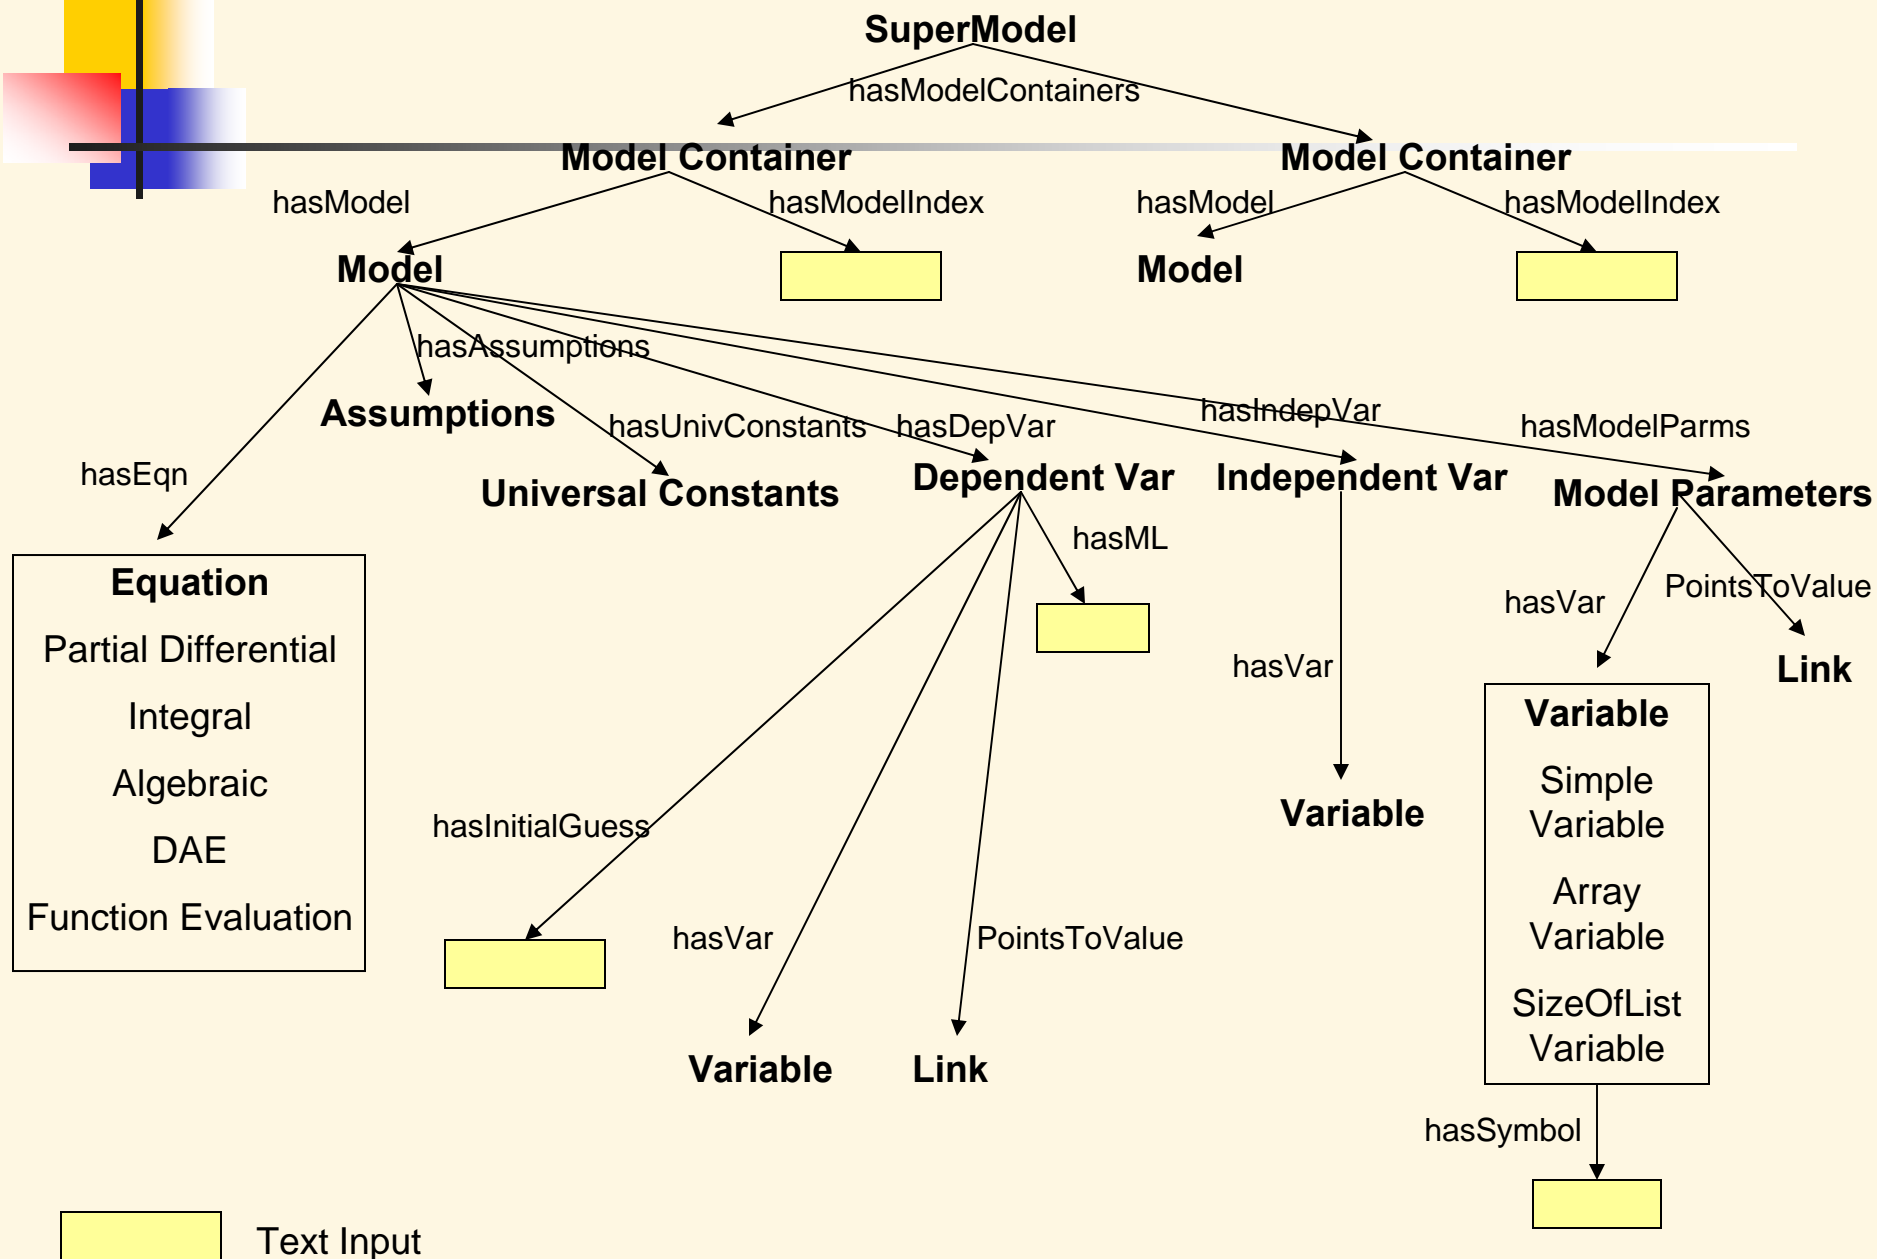 SuperModel
hasModelContainers
Model Container
Model Container
hasModel
hasModelIndex
hasModel
hasModelIndex
Model
Model
hasAssumptions
Assumptions
hasUnivConstants
hasDepVar
hasIndepVar
hasModelParms
hasEqn
Universal Constants
Dependent Var
Independent Var
Model Parameters
hasML
hasVar
PointsToValue
Equation
Partial Differential
Integral
Algebraic
DAE
Function Evaluation
hasVar
Link
Variable
Simple
Variable
Array
Variable
SizeOfList
Variable
Variable
hasInitialGuess
hasVar
PointsToValue
Variable
Link
hasSymbol
Text Input